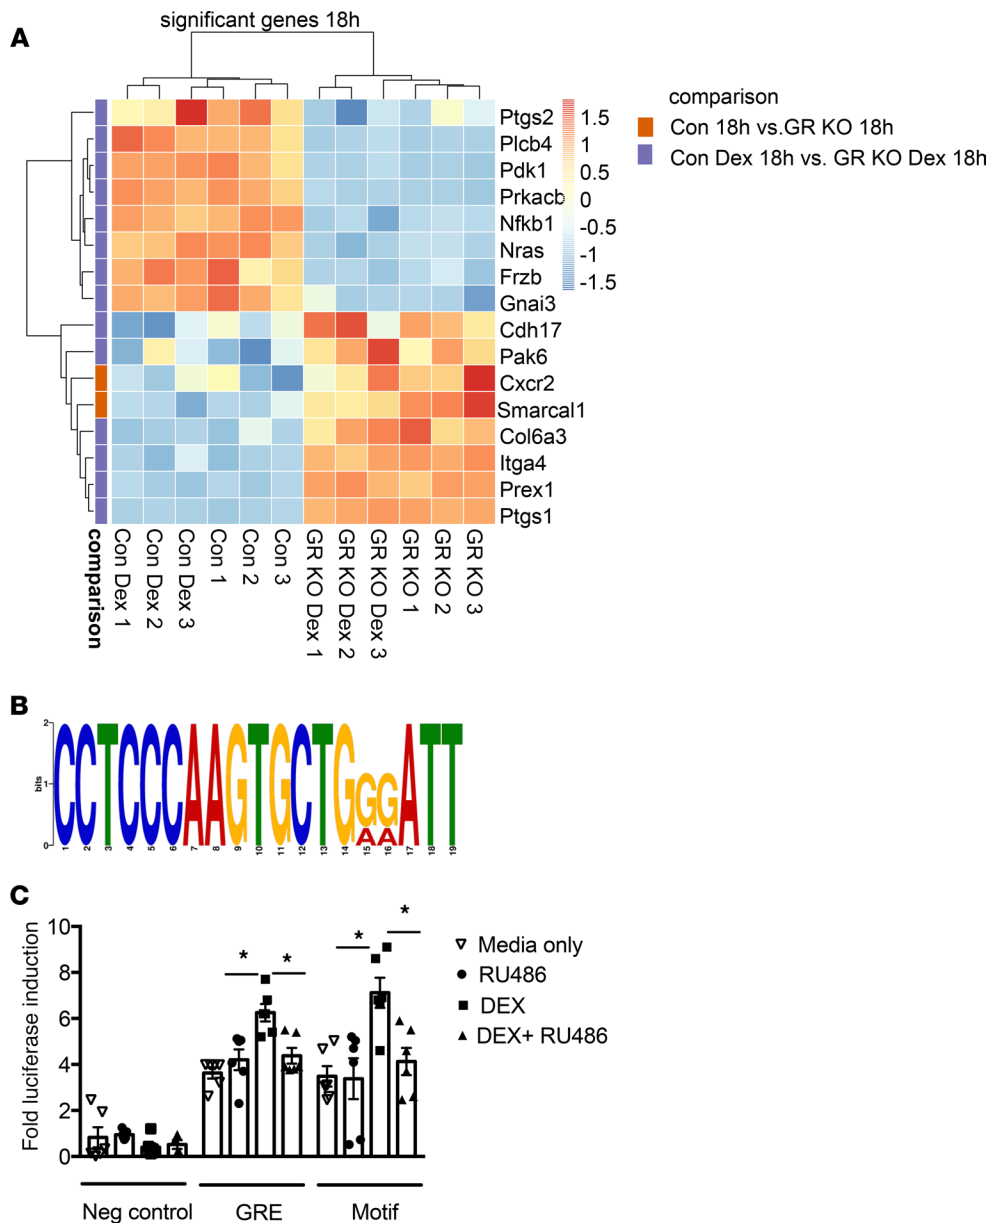 A
significant genes 18h
Ptgs2
Plcb4
Pdk1
Prkacb
Nfkb1
Nras
Frzb
Gnai3
Cdh17
Pak6
Cxcr2
Smarcal1
Col6a3
Itga4
Prex1
Ptgs1
1.5
1
0.5
0
-0.5
-1
-1.5
comparison
Con 18h vs.GR KO 18h
Con Dex 18h vs. GR KO Dex 18h
comparison
Con Dex 1
Con Dex 2
Con Dex 3
Con 1
Con 2
Con 3
GR KO Dex 1
GR KO Dex 2
GR KO Dex 3
GR KO 1
GR KO 2
GR KO 3
B
2
1
0
bits
CCTCCCAAGTGCTGGGATT
AA
1 2 3 4 5 6 7 8 9 10 11 12 13 14 15 16 17 18 19
C
Fold luciferase induction
10
8
6
4
2
0
* * * *
Media only
RU486
DEX
DEX+ RU486
Neg control GRE Motif